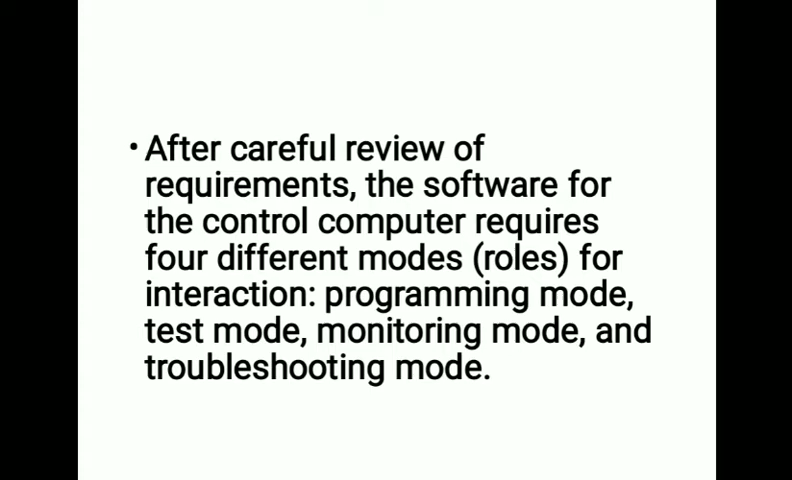 • After careful review of
requirements, the software for
the control computer requires
four different modes (roles) for
interaction: programming mode,
test mode, monitoring mode, and
troubleshooting mode.